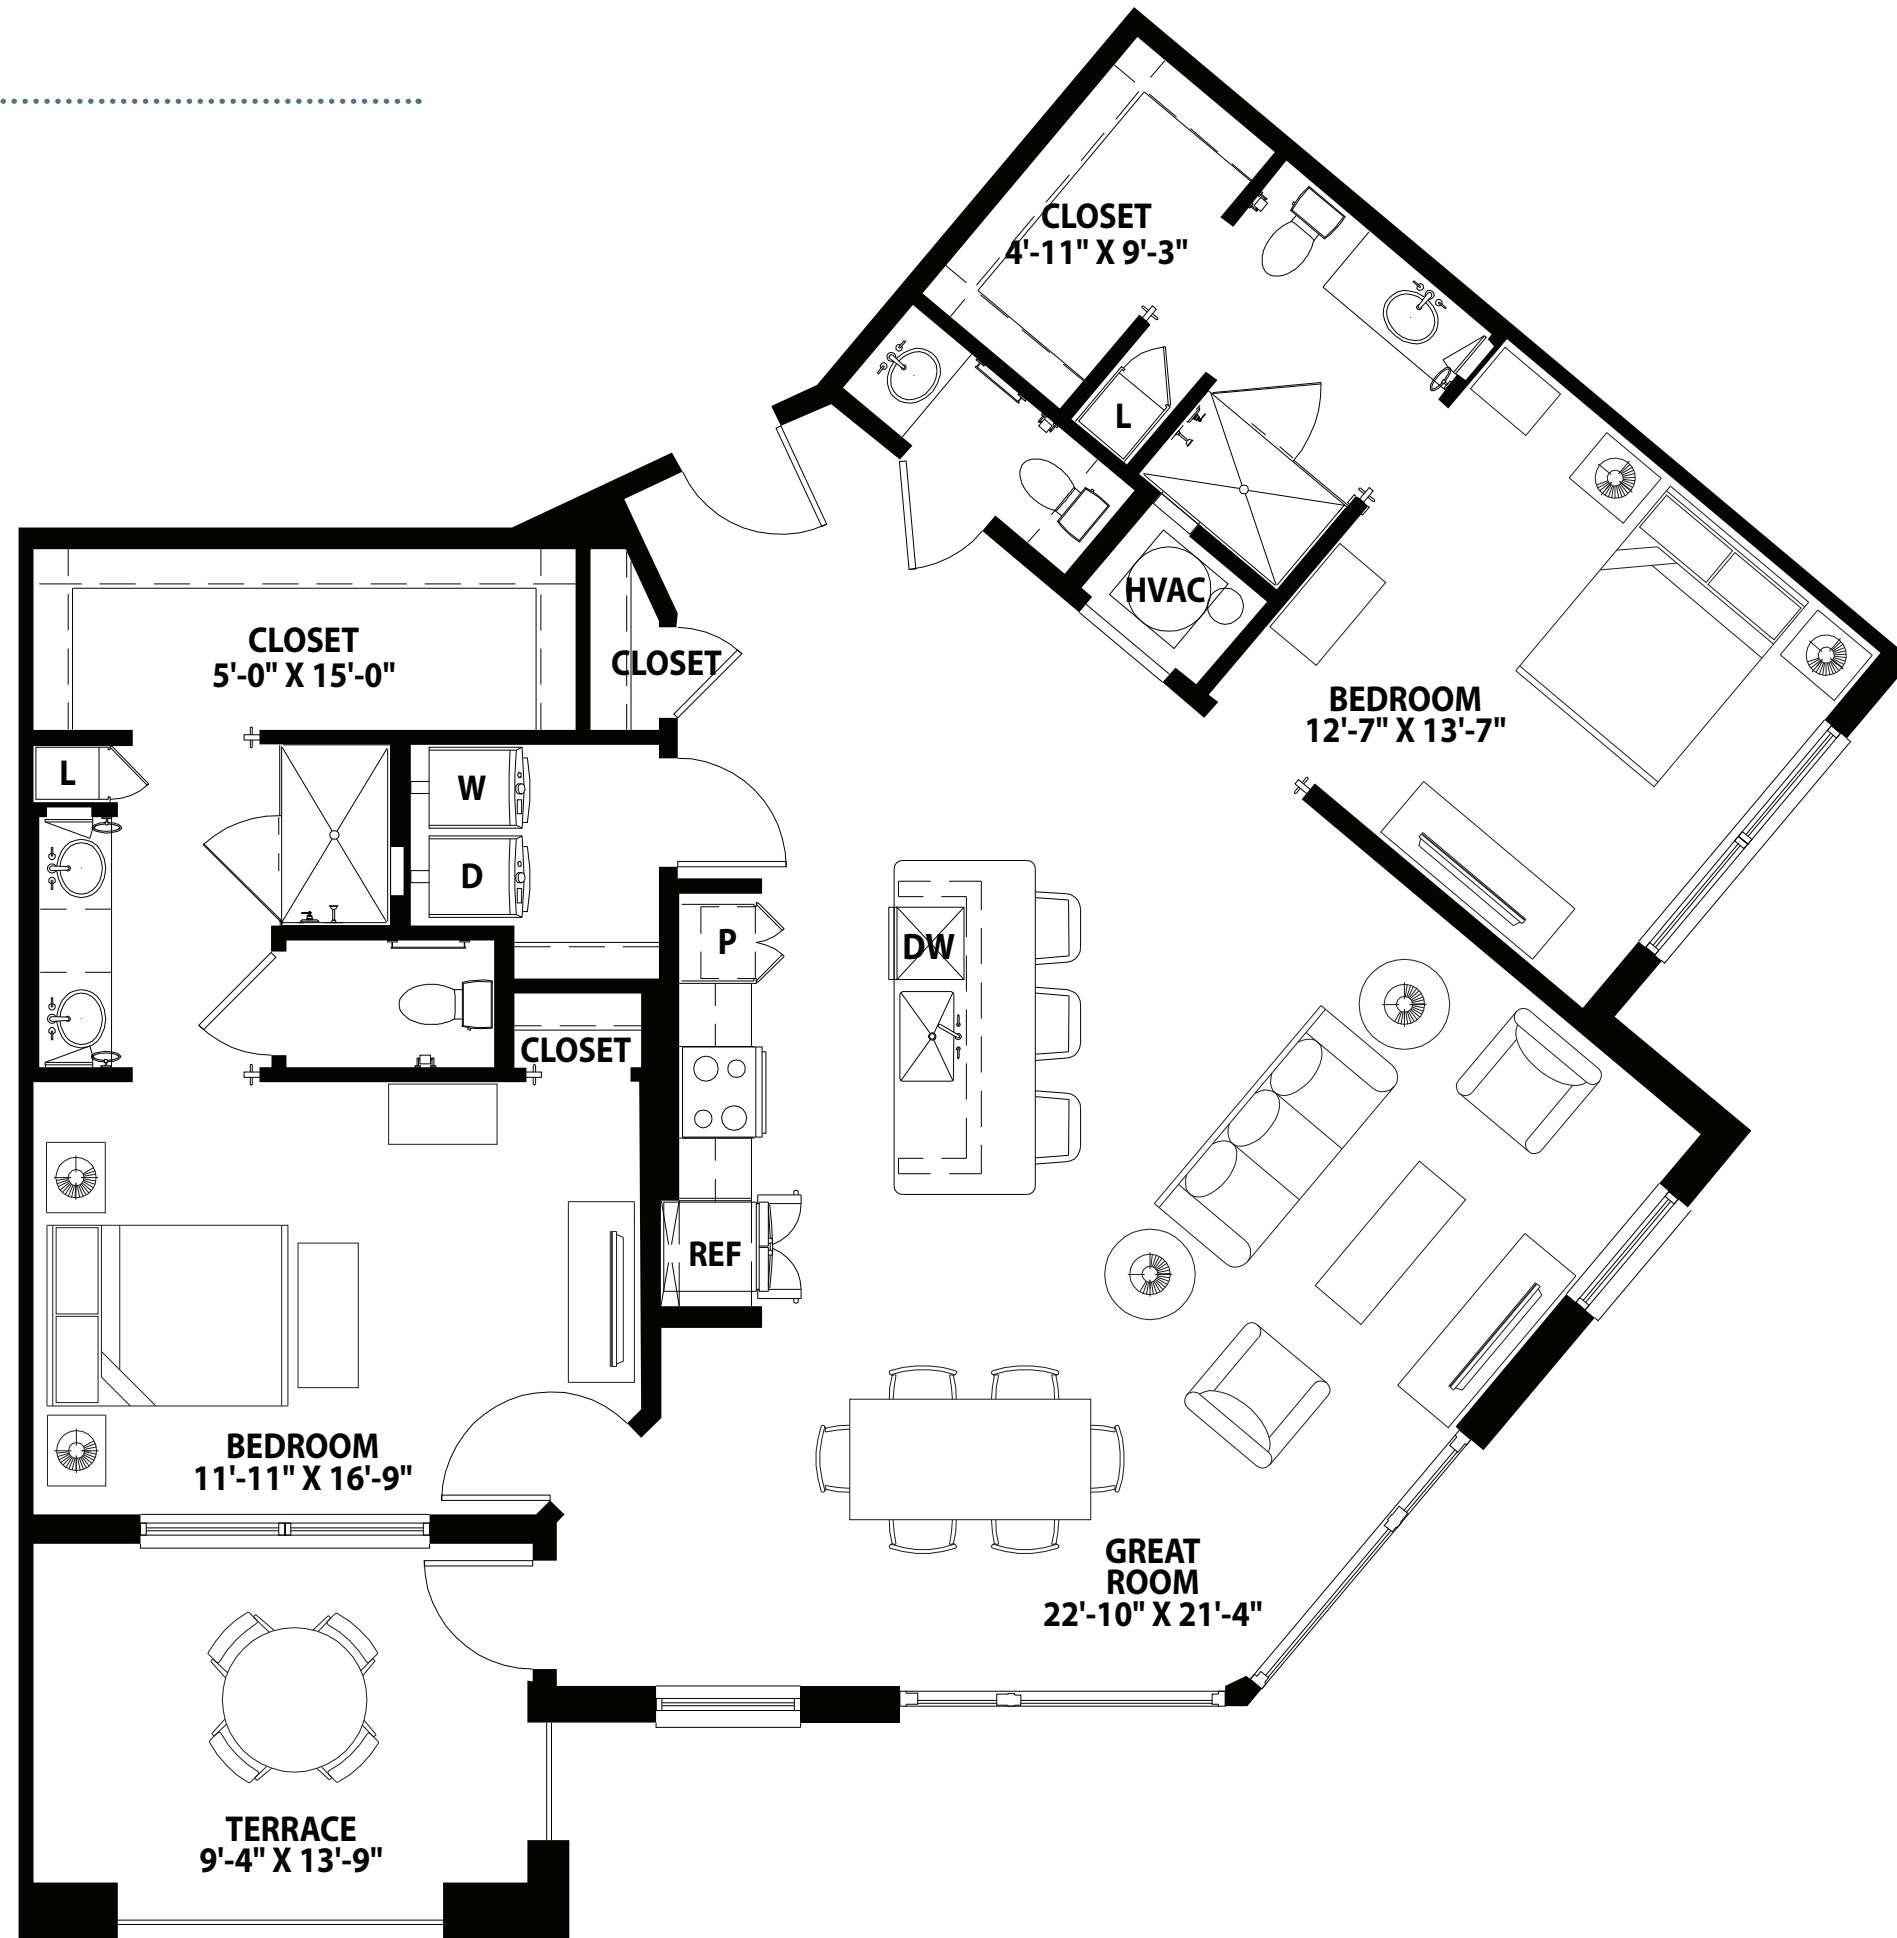 CLOSET
4'-11" X 9'-3"
L
HVAC
CLOSET
5'-0" X 15'-0"
CLOSET
BEDROOM
12'-7" X 13'-7"
L
W
D
P
DW
CLOSET
REF
BEDROOM
11'-11" X 16'-9"
GREAT
ROOM
22'-10" X 21'-4"
TERRACE
9'-4" X 13'-9"